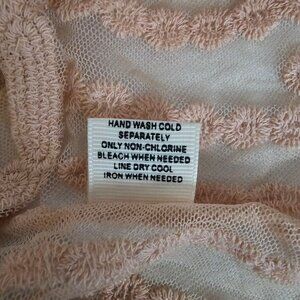 HAND WASH COLD
SEPARATELY
ONLY NON-CHLORINE
BLEACH WHEN NEEDED
LINE DRY COOL
IRON WHEN NEEDED